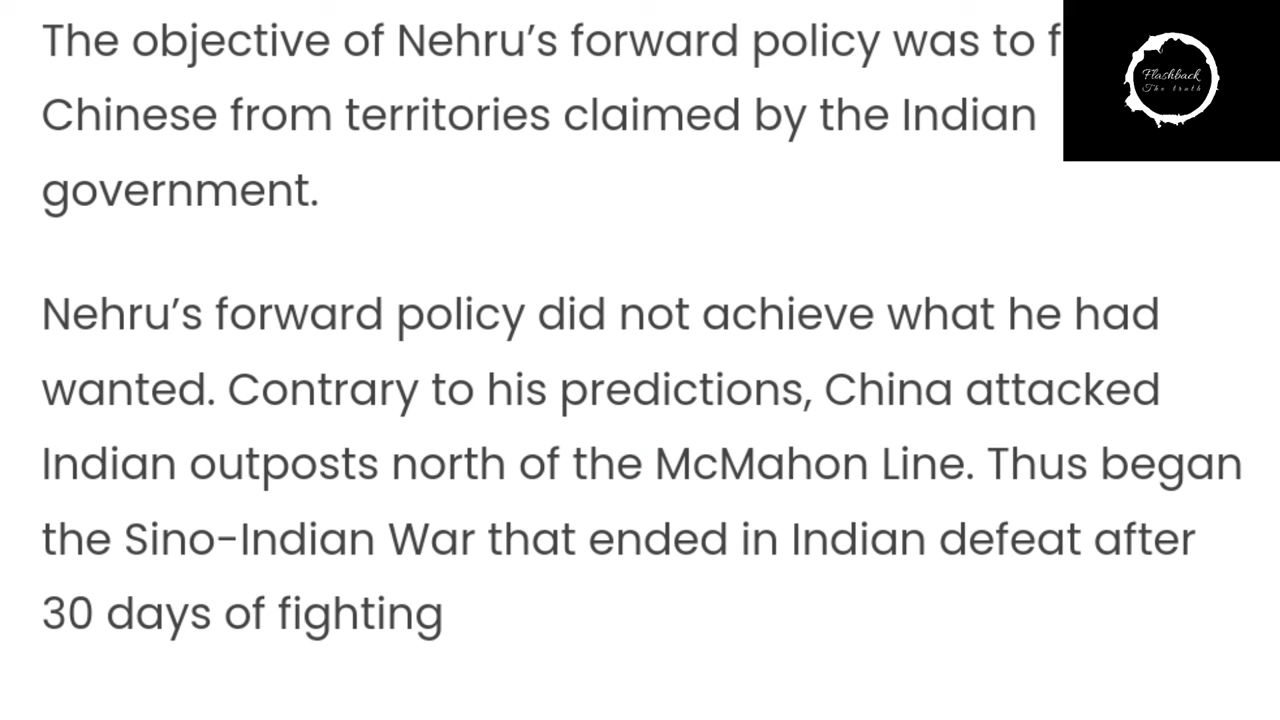 The objective of Nehru’s forward policy was to
Chinese from territories claimed by the Indian
government.
Nehru’s forward policy did not achieve what he had
wanted. Contrary to his predictions, China attacked
Indian outposts north of the McMahon Line. Thus began
the Sino-Indian War that ended in Indian defeat after
30 days of fighting
Flashback
The truth